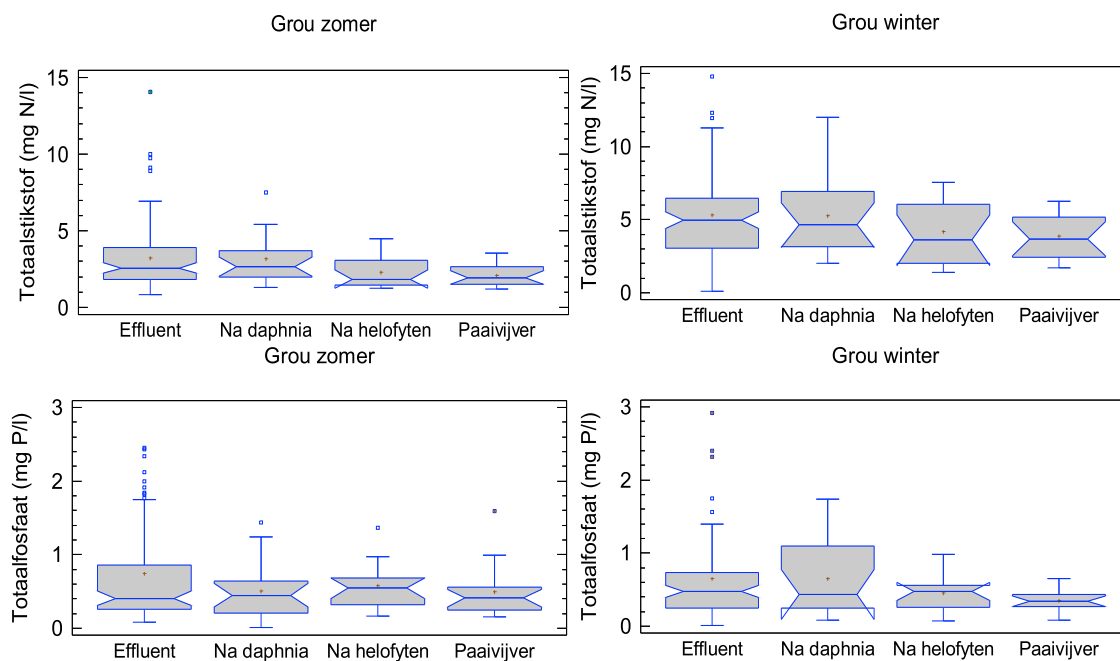 Grou zomer
Totaalstikstof (mg N/l)
15
10
5
0
Effluent Na daphnia Na helofyten Paaivijver
Grou winter
Totaalstikstof (mg N/l)
15
10
5
0
Effluent Na daphnia Na helofyten Paaivijver
Grou zomer
Totaalfosfaat (mg P/l)
3
2
1
0
Effluent Na daphnia Na helofyten Paaivijver
Grou winter
Totaalfosfaat (mg P/l)
3
2
1
0
Effluent Na daphnia Na helofyten Paaivijver